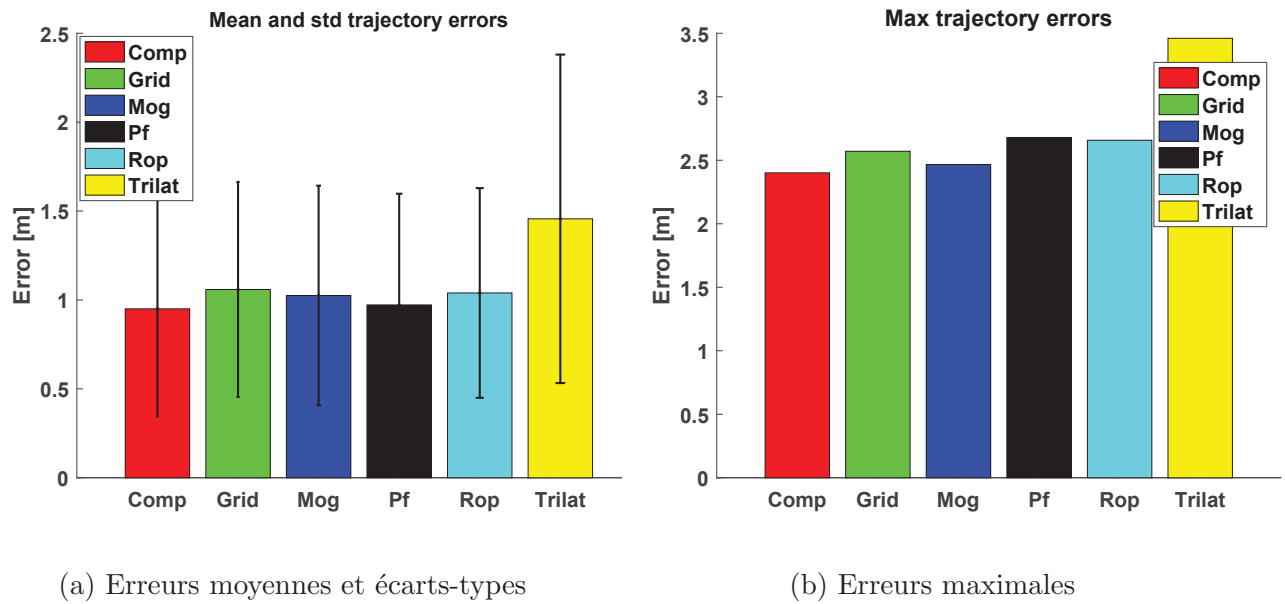 Mean and std trajectory errors
2.5
2
1.5
1
0.5
0
Error [m]
Comp
Grid
Mog
Pf
Rop
Trilat
Comp Grid Mog Pf Rop Trilat
(a) Erreurs moyennes et écarts-types
Max trajectory errors
3.5
3
2.5
2
1.5
1
0.5
0
Error [m]
Comp
Grid
Mog
Pf
Rop
Trilat
Comp Grid Mog Pf Rop Trilat
(b) Erreurs maximales